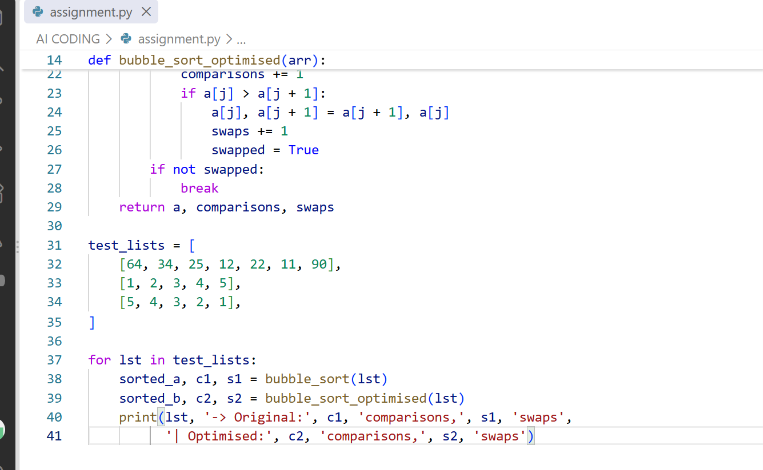 assignment.py
AI CODING > assignment.py > ...
14 def bubble_sort_optimised(arr):
22 comparisons += 1
23 if a[j] > a[j + 1]:
24 a[j], a[j + 1] = a[j + 1], a[j]
25 swaps += 1
26 swapped = True
27 if not swapped:
28 break
29 return a, comparisons, swaps
30
31 test_lists = [
32 [64, 34, 25, 12, 22, 11, 90],
33 [1, 2, 3, 4, 5],
34 [5, 4, 3, 2, 1],
35 ]
36
37 for lst in test_lists:
38 sorted_a, c1, s1 = bubble_sort(lst)
39 sorted_b, c2, s2 = bubble_sort_optimised(lst)
40 print(lst, '-> Original:', c1, 'comparisons,', s1, 'swaps',
41 '| Optimised:', c2, 'comparisons,', s2, 'swaps')